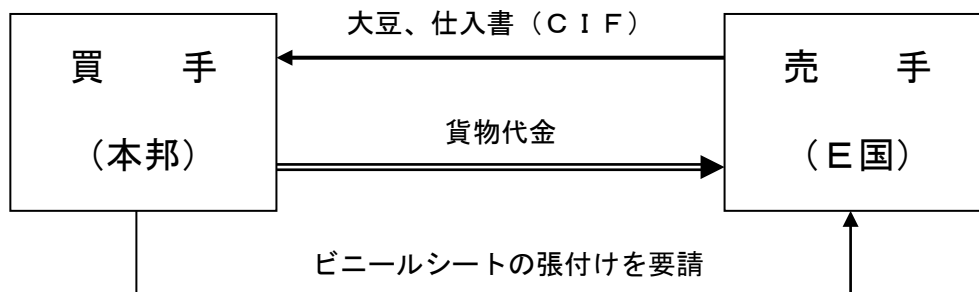 大豆、仕入書（ＣＩＦ）
買　手
（本邦）
売　手
（Ｅ国）
貨物代金
ビニールシートの張付けを要請